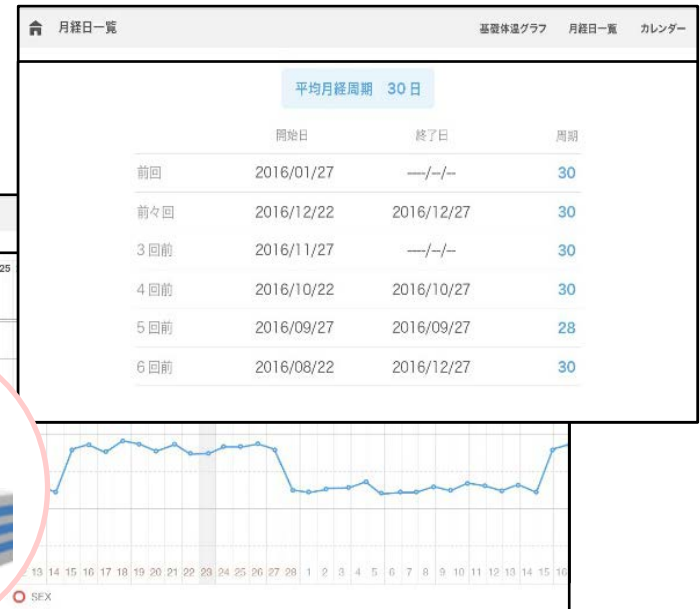 月経日一覧 基礎体温グラフ 月経日一覧 カレンダー
平均月経周期 30日
開始日 終了日 周期
前回 2016/01/27 ----/--/-- 30
前々回 2016/12/22 2016/12/27 30
3回前 2016/11/27 ----/--/-- 30
4回前 2016/10/22 2016/10/27 30
5回前 2016/09/27 2016/09/27 28
6回前 2016/08/22 2016/12/27 30
25
13 14 15 16 17 18 19 20 21 22 23 24 25 26 27 28 1 2 3 4 5 6 7 8 9 10 11 12 13 14 15 16
SEX